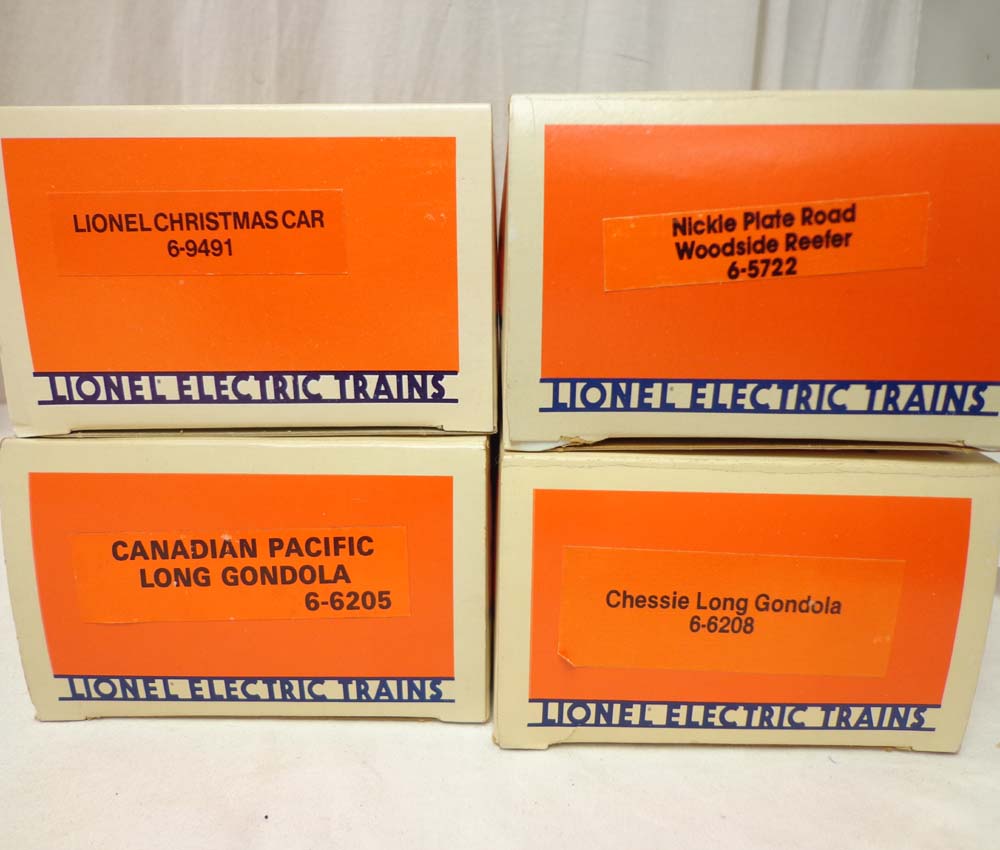 LIONEL CHRISTMAS CAR
6-9491
LIONEL ELECTRIC TRAINS
Nickle Plate Road
Woodside Reefer
6-5722
LIONEL ELECTRIC TRAINS
CANADIAN PACIFIC
LONG GONDOLA
6-6205
LIONEL ELECTRIC TRAINS
Chessie Long Gondola
6-6208
LIONEL ELECTRIC TRAINS